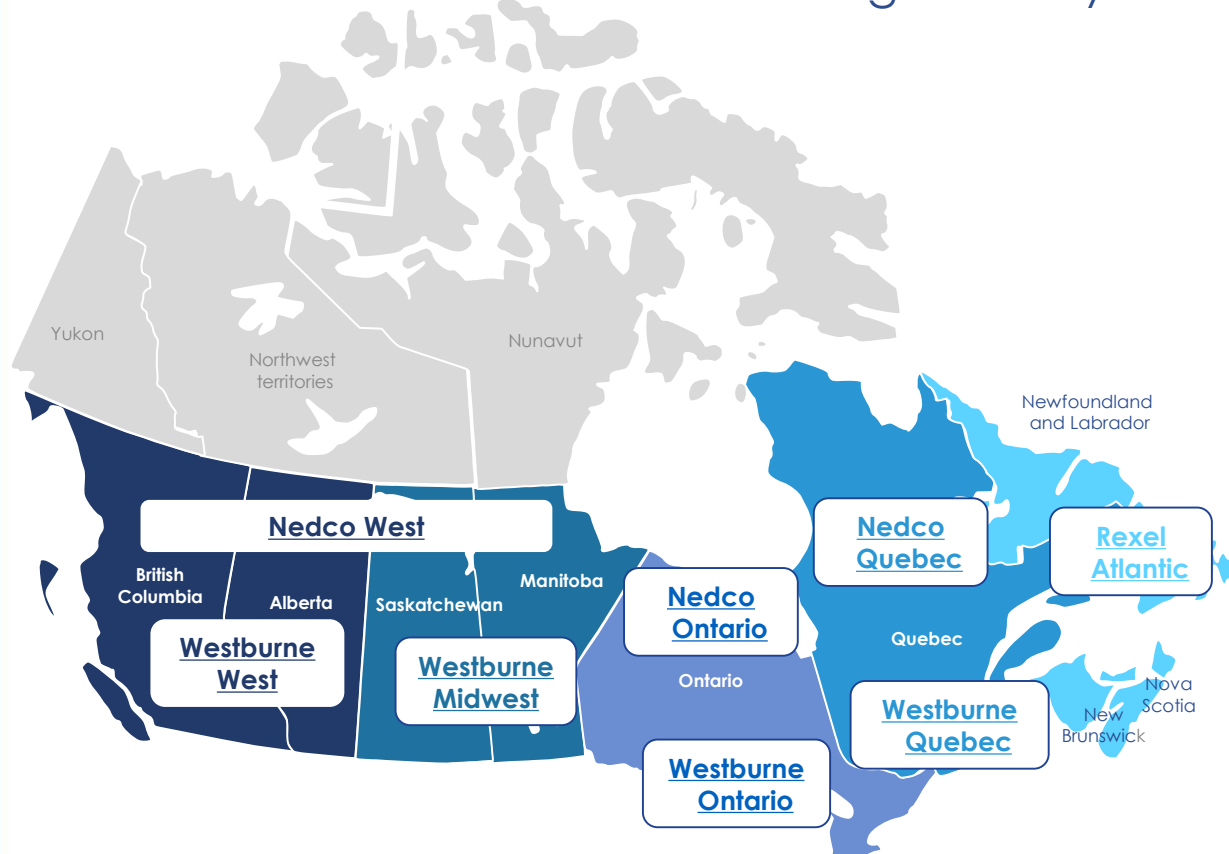 Yukon
Northwest
territories
Nunavut
Newfoundland
and Labrador
Nedco West
Nedco
Quebec
Rexel
Atlantic
British
Columbia
Alberta
Saskatchewan
Manitoba
Nedco
Ontario
Quebec
Westburne
West
Westburne
Midwest
Ontario
Westburne
Quebec
Nova
Scotia
New
Brunswick
Westburne
Ontario